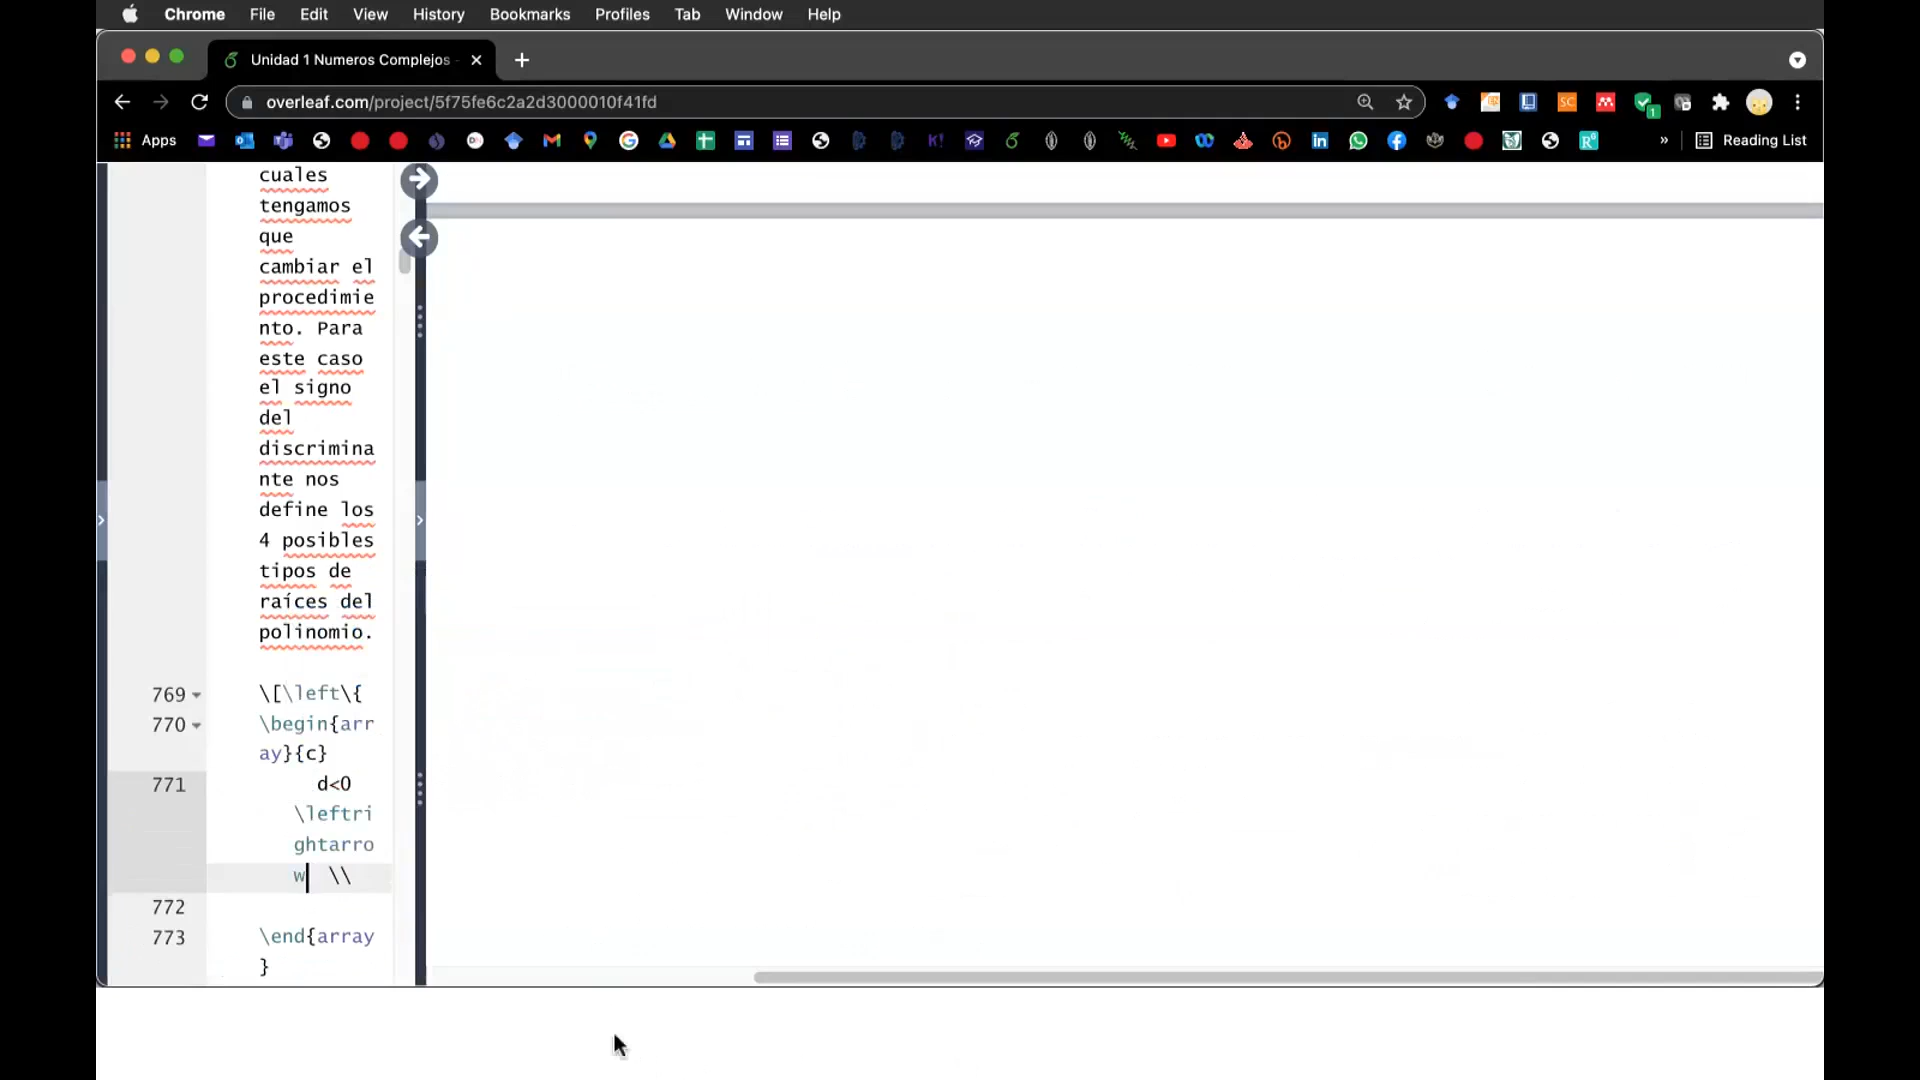 Chrome File Edit View History Bookmarks Profiles Tab Window Help
Unidad 1 Numeros Complejos -
overleaf.com/project/5f75fe6c2a2d3000010f41fd
Apps
Reading List
cuales
tengamos
que
cambiar el
procedimie
nto. Para
este caso
el signo
del
discrimina
nte nos
define los
4 posibles
tipos de
raíces del
polinomio.
769 \[\left\{
770 \begin{arr
ay}{c}
771 d<0
\leftri
ghtarro
w \\
772
773 \end{array
}